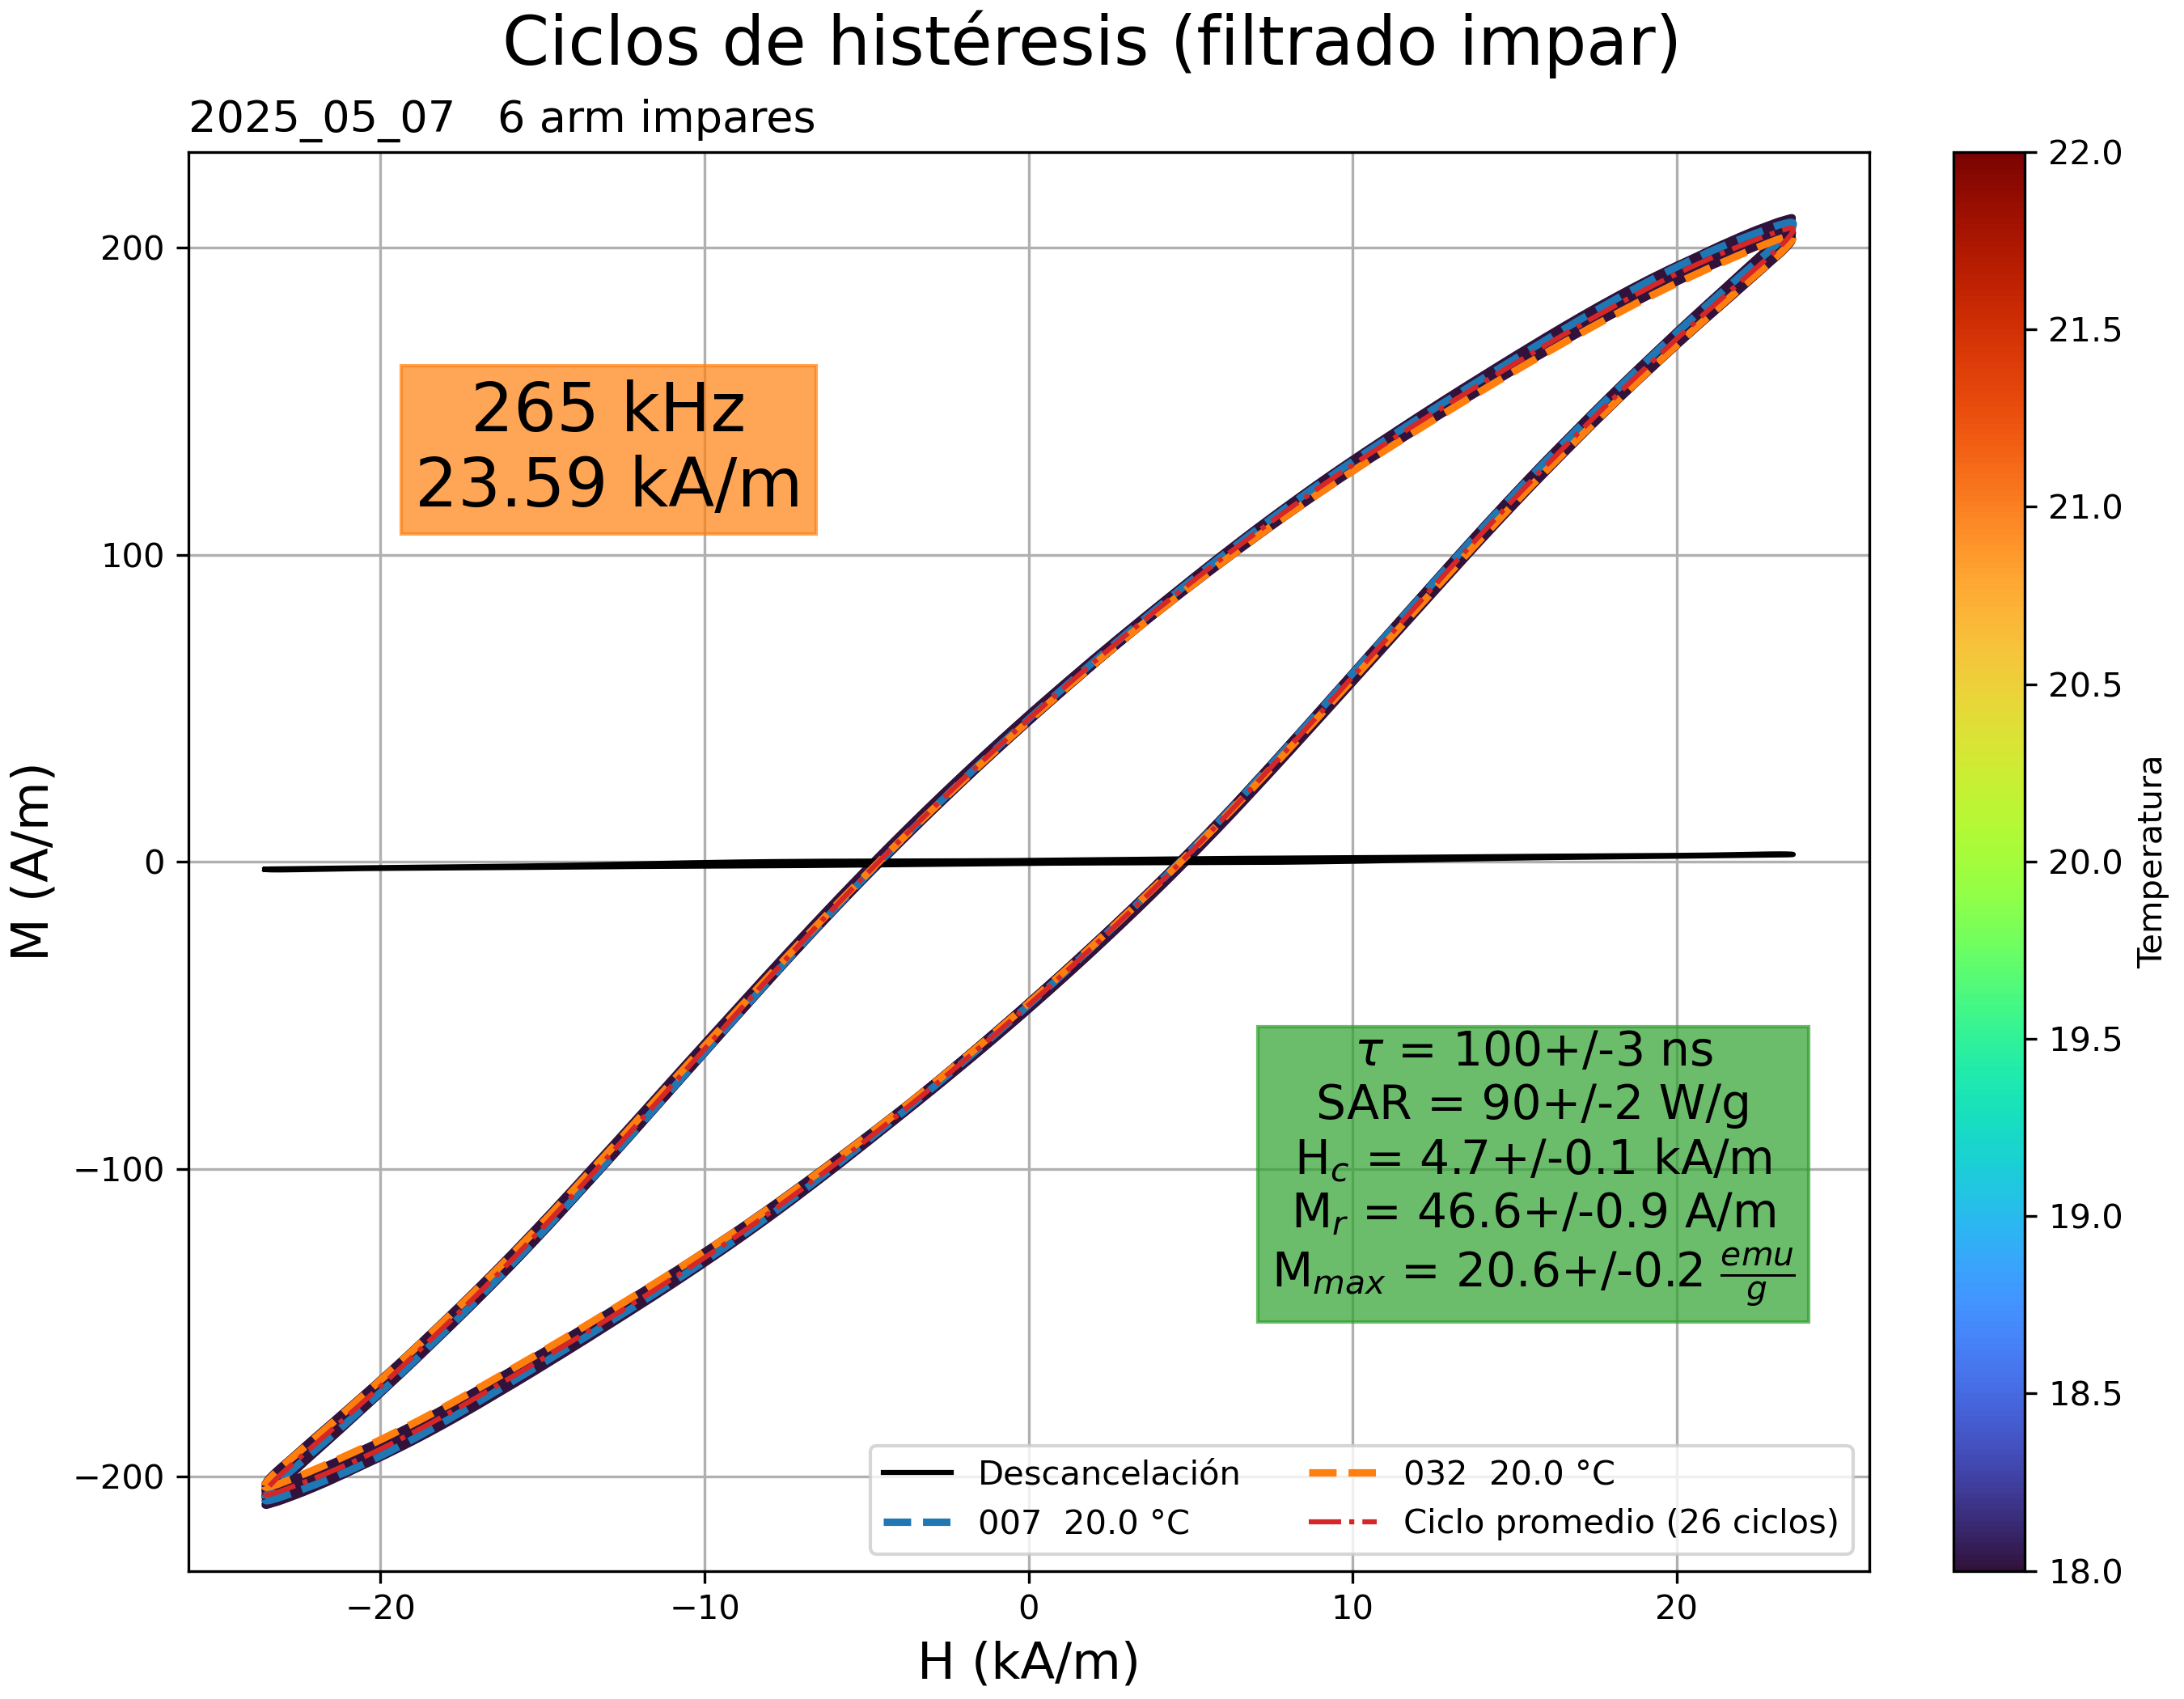 Ciclos de histéresis (filtrado impar)
2025_05_07   6 arm impares
265 kHz
23.59 kA/m
τ = 100+/-3 ns
SAR = 90+/-2 W/g
H_c = 4.7+/-0.1 kA/m
M_r = 46.6+/-0.9 A/m
M_max = 20.6+/-0.2 emu/g
Descancelación
007  20.0 °C
032  20.0 °C
Ciclo promedio (26 ciclos)
200
100
0
−100
−200
M (A/m)
−20
−10
0
10
20
H (kA/m)
22.0
21.5
21.0
20.5
20.0
19.5
19.0
18.5
18.0
Temperatura